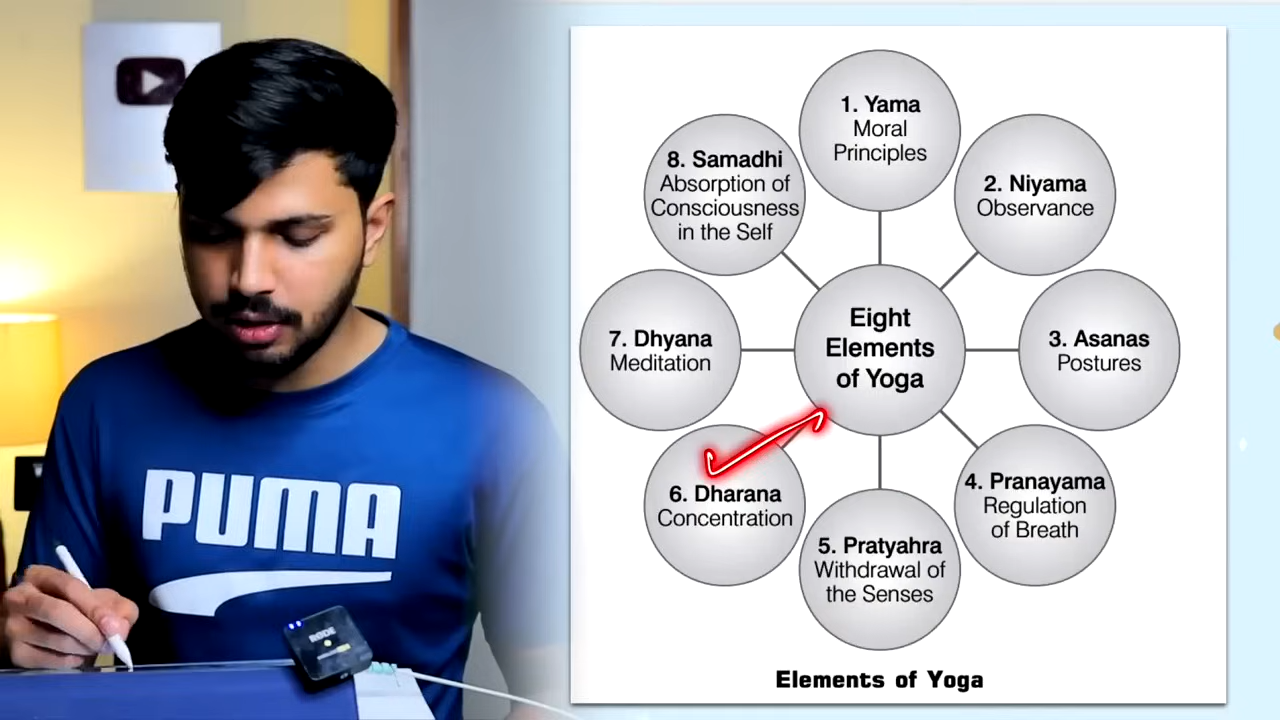 1. Yama
Moral
Principles
2. Niyama
Observance
3. Asanas
Postures
4. Pranayama
Regulation
of Breath
5. Pratyahra
Withdrawal of
the Senses
6. Dharana
Concentration
7. Dhyana
Meditation
8. Samadhi
Absorption of
Consciousness
in the Self
Eight
Elements
of Yoga
Elements of Yoga
PUMA
RODE